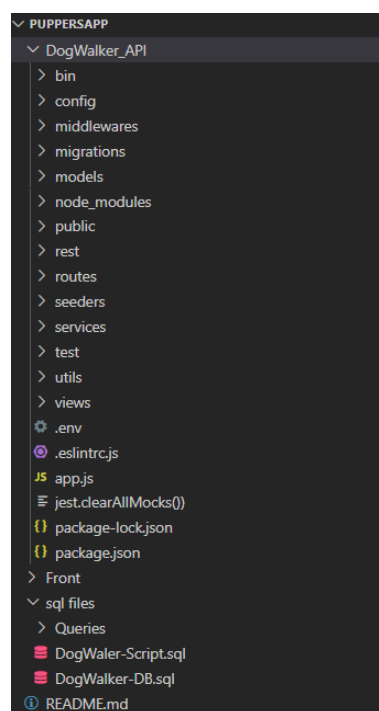 PUPPERSAPP
DogWalker_API
bin
config
middlewares
migrations
models
node_modules
public
rest
routes
seeders
services
test
utils
views
.env
.eslintrc.js
JS app.js
jest.clearAllMocks())
{} package-lock.json
{} package.json
Front
sql files
Queries
DogWaler-Script.sql
DogWalker-DB.sql
README.md